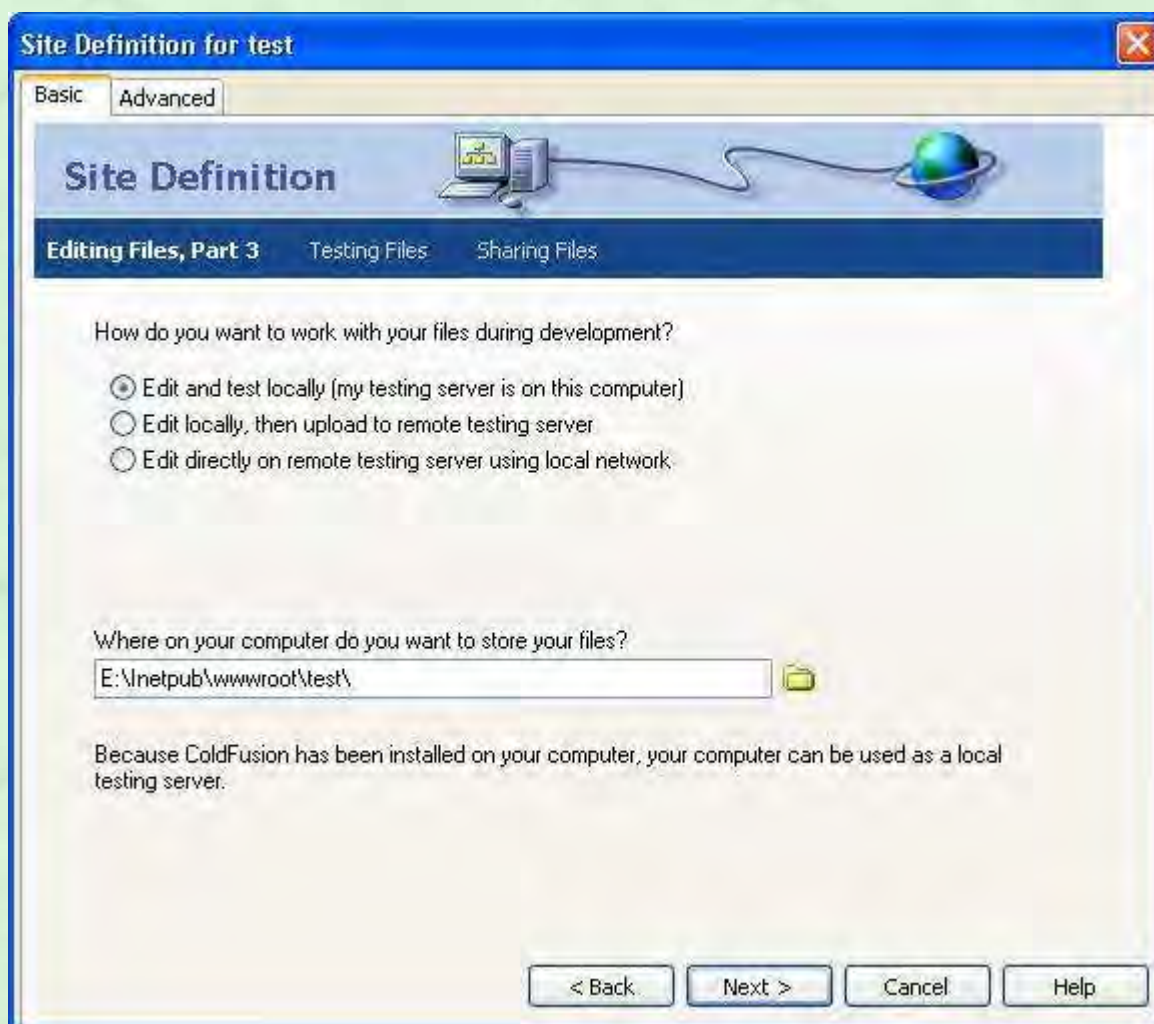 Site Definition for test
Basic Advanced
Site Definition
Editing Files, Part 3 Testing Files Sharing Files
How do you want to work with your files during development?
Edit and test locally (my testing server is on this computer)
Edit locally, then upload to remote testing server
Edit directly on remote testing server using local network
Where on your computer do you want to store your files?
E:\Inetpub\wwwroot\test\
Because ColdFusion has been installed on your computer, your computer can be used as a local
testing server.
< Back Next > Cancel Help